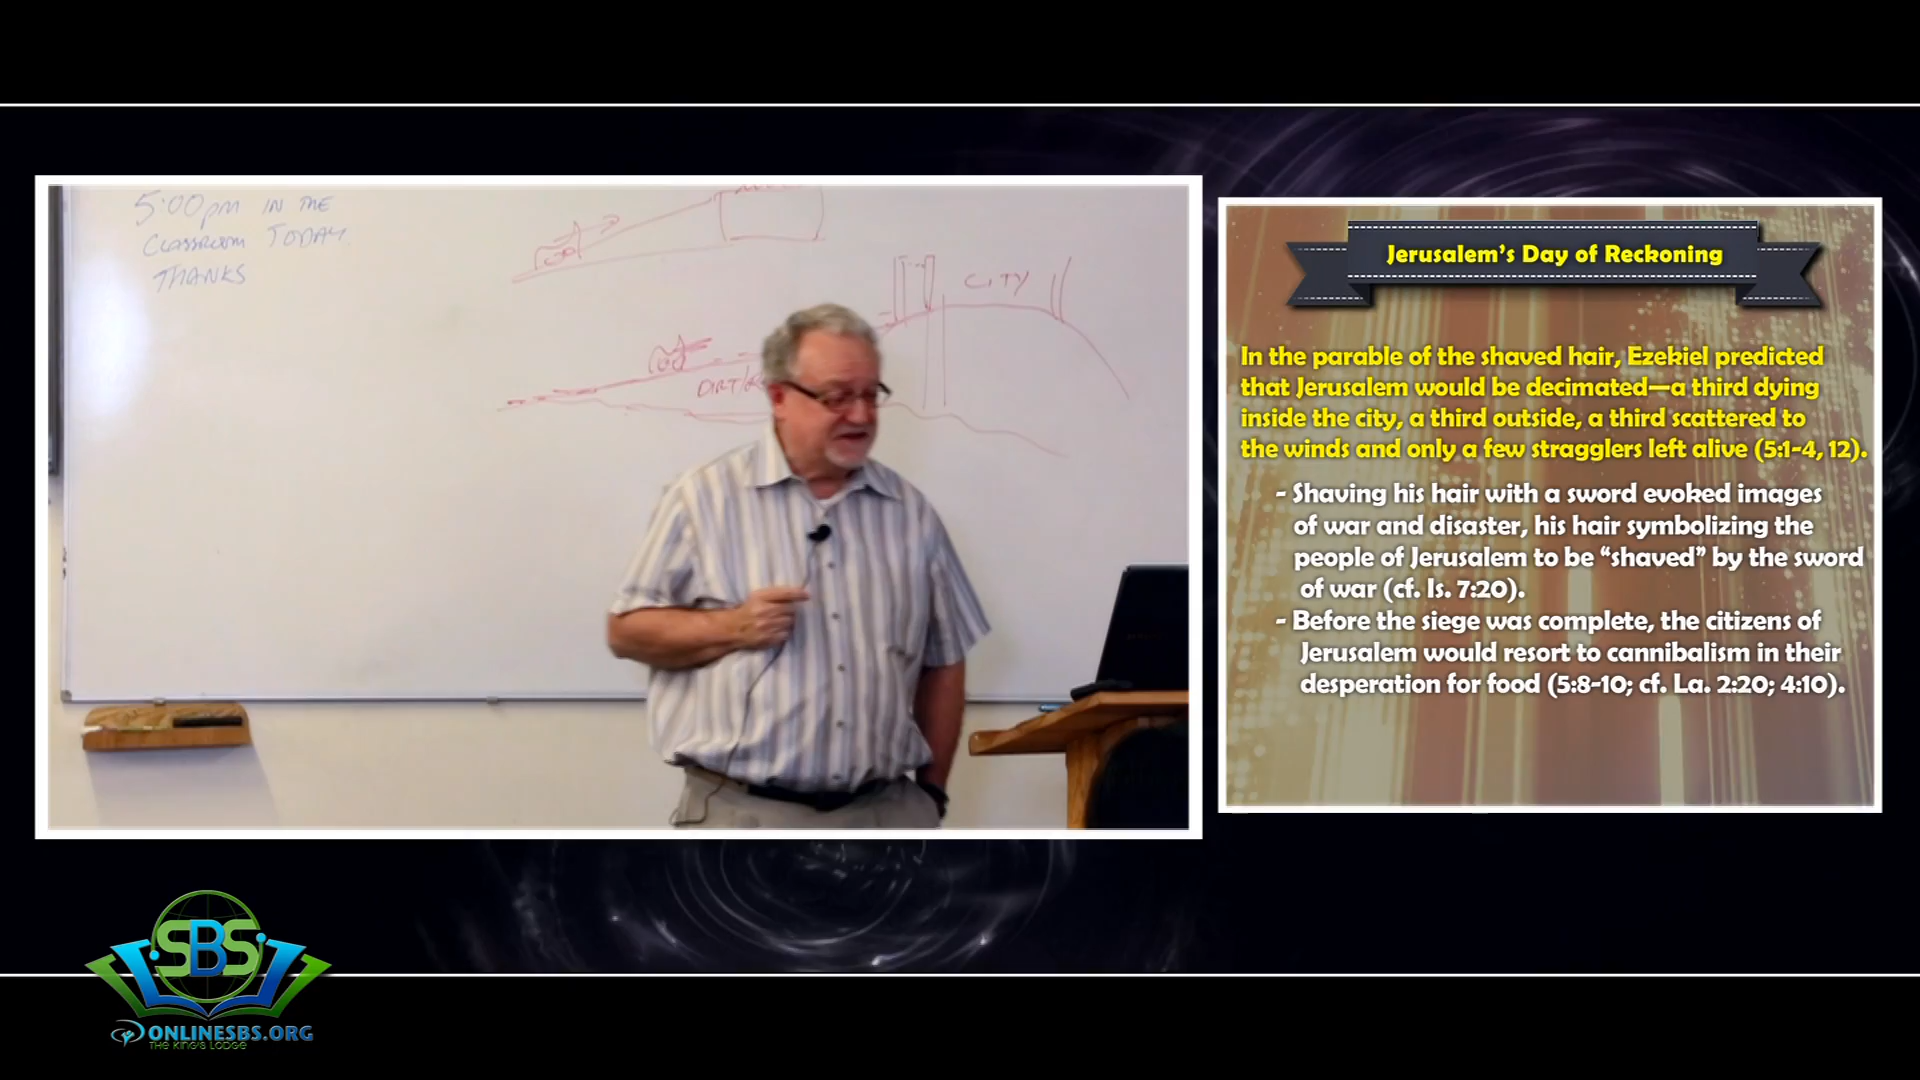 5:00pm IN THE
CLASSROOM TODAY
THANKS
CITY
DIRT/
Jerusalem's Day of Reckoning
In the parable of the shaved hair, Ezekiel predicted
that Jerusalem would be decimated—a third dying
inside the city, a third outside, a third scattered to
the winds and only a few stragglers left alive (5:1-4, 12).
- Shaving his hair with a sword evoked images
of war and disaster, his hair symbolizing the
people of Jerusalem to be “shaved” by the sword
of war (cf. Is. 7:20).
- Before the siege was complete, the citizens of
Jerusalem would resort to cannibalism in their
desperation for food (5:8-10; cf. La. 2:20; 4:10).
SBS
ONLINESBS.ORG
THE KING'S LODGE